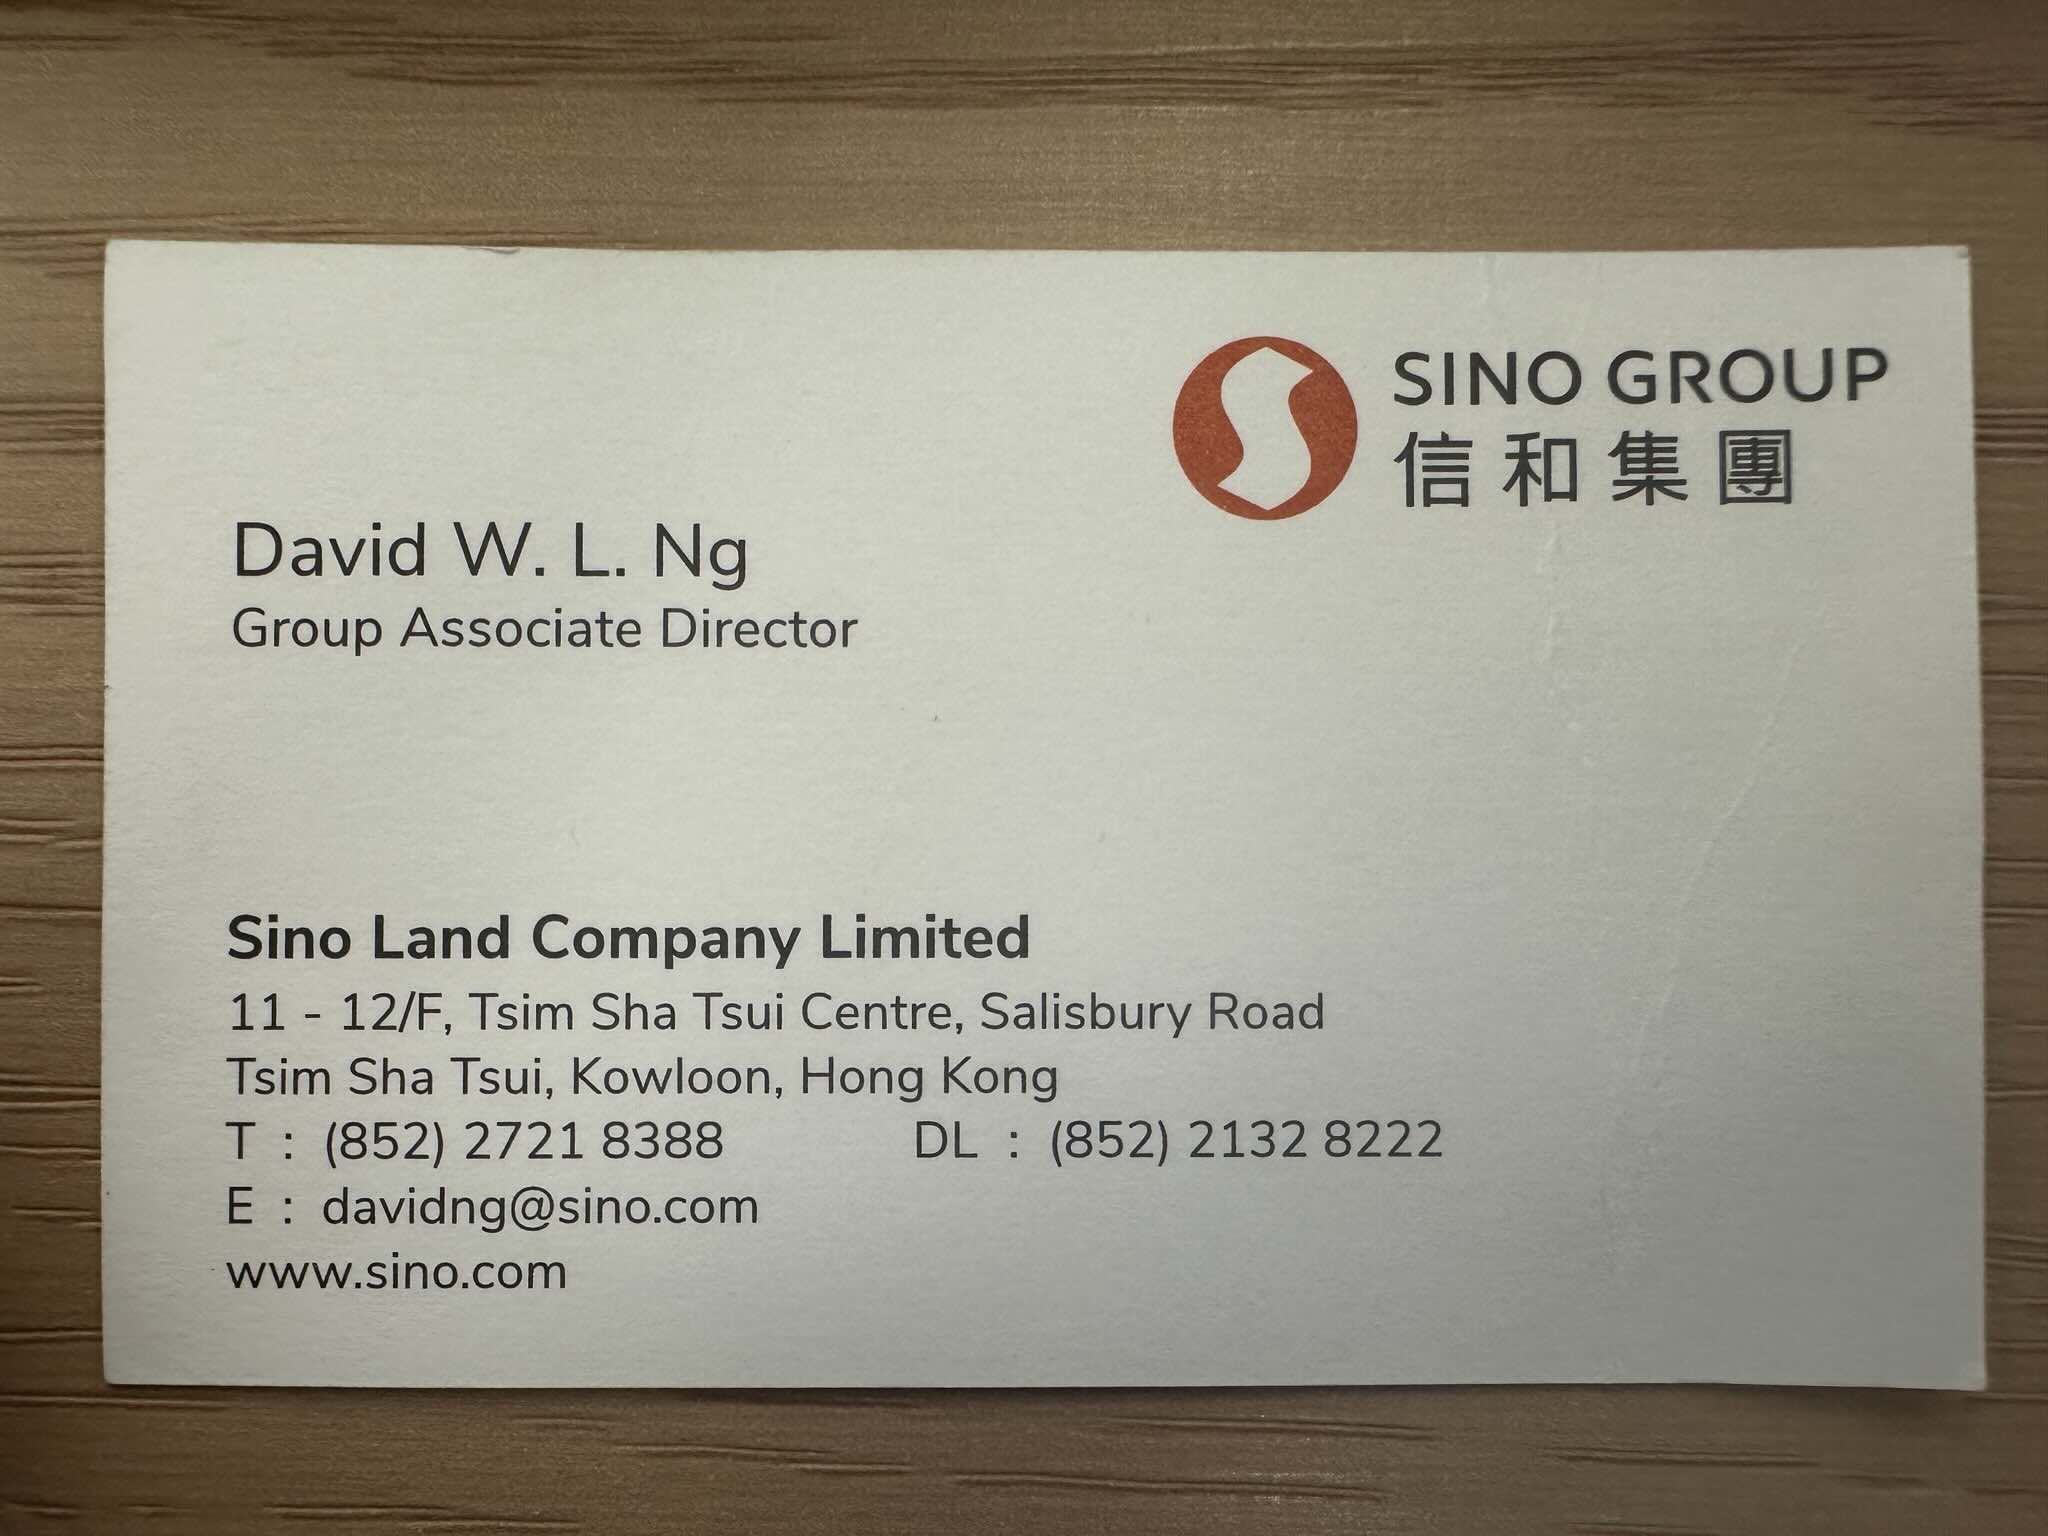 SINO GROUP
信和集團
David W. L. Ng
Group Associate Director
Sino Land Company Limited
11 - 12/F, Tsim Sha Tsui Centre, Salisbury Road
Tsim Sha Tsui, Kowloon, Hong Kong
T : (852) 2721 8388 DL : (852) 2132 8222
E : davidng@sino.com
www.sino.com